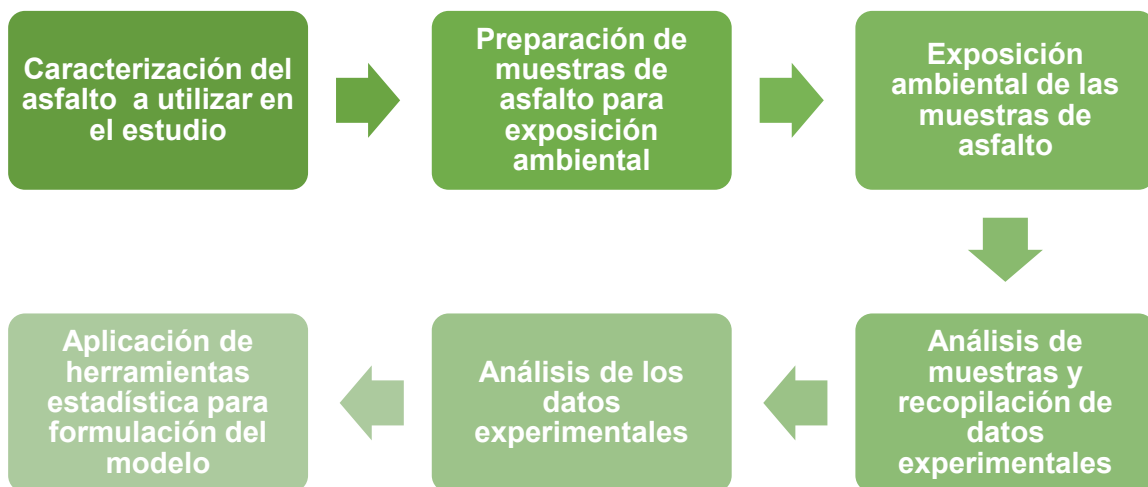 Caracterización del
asfalto a utilizar en
el estudio
Preparación de
muestras de
asfalto para
exposición
ambiental
Exposición
ambiental de las
muestras de
asfalto
Análisis de
muestras y
recopilación de
datos
experimentales
Análisis de los
datos
experimentales
Aplicación de
herramientas
estadística para
formulación del
modelo